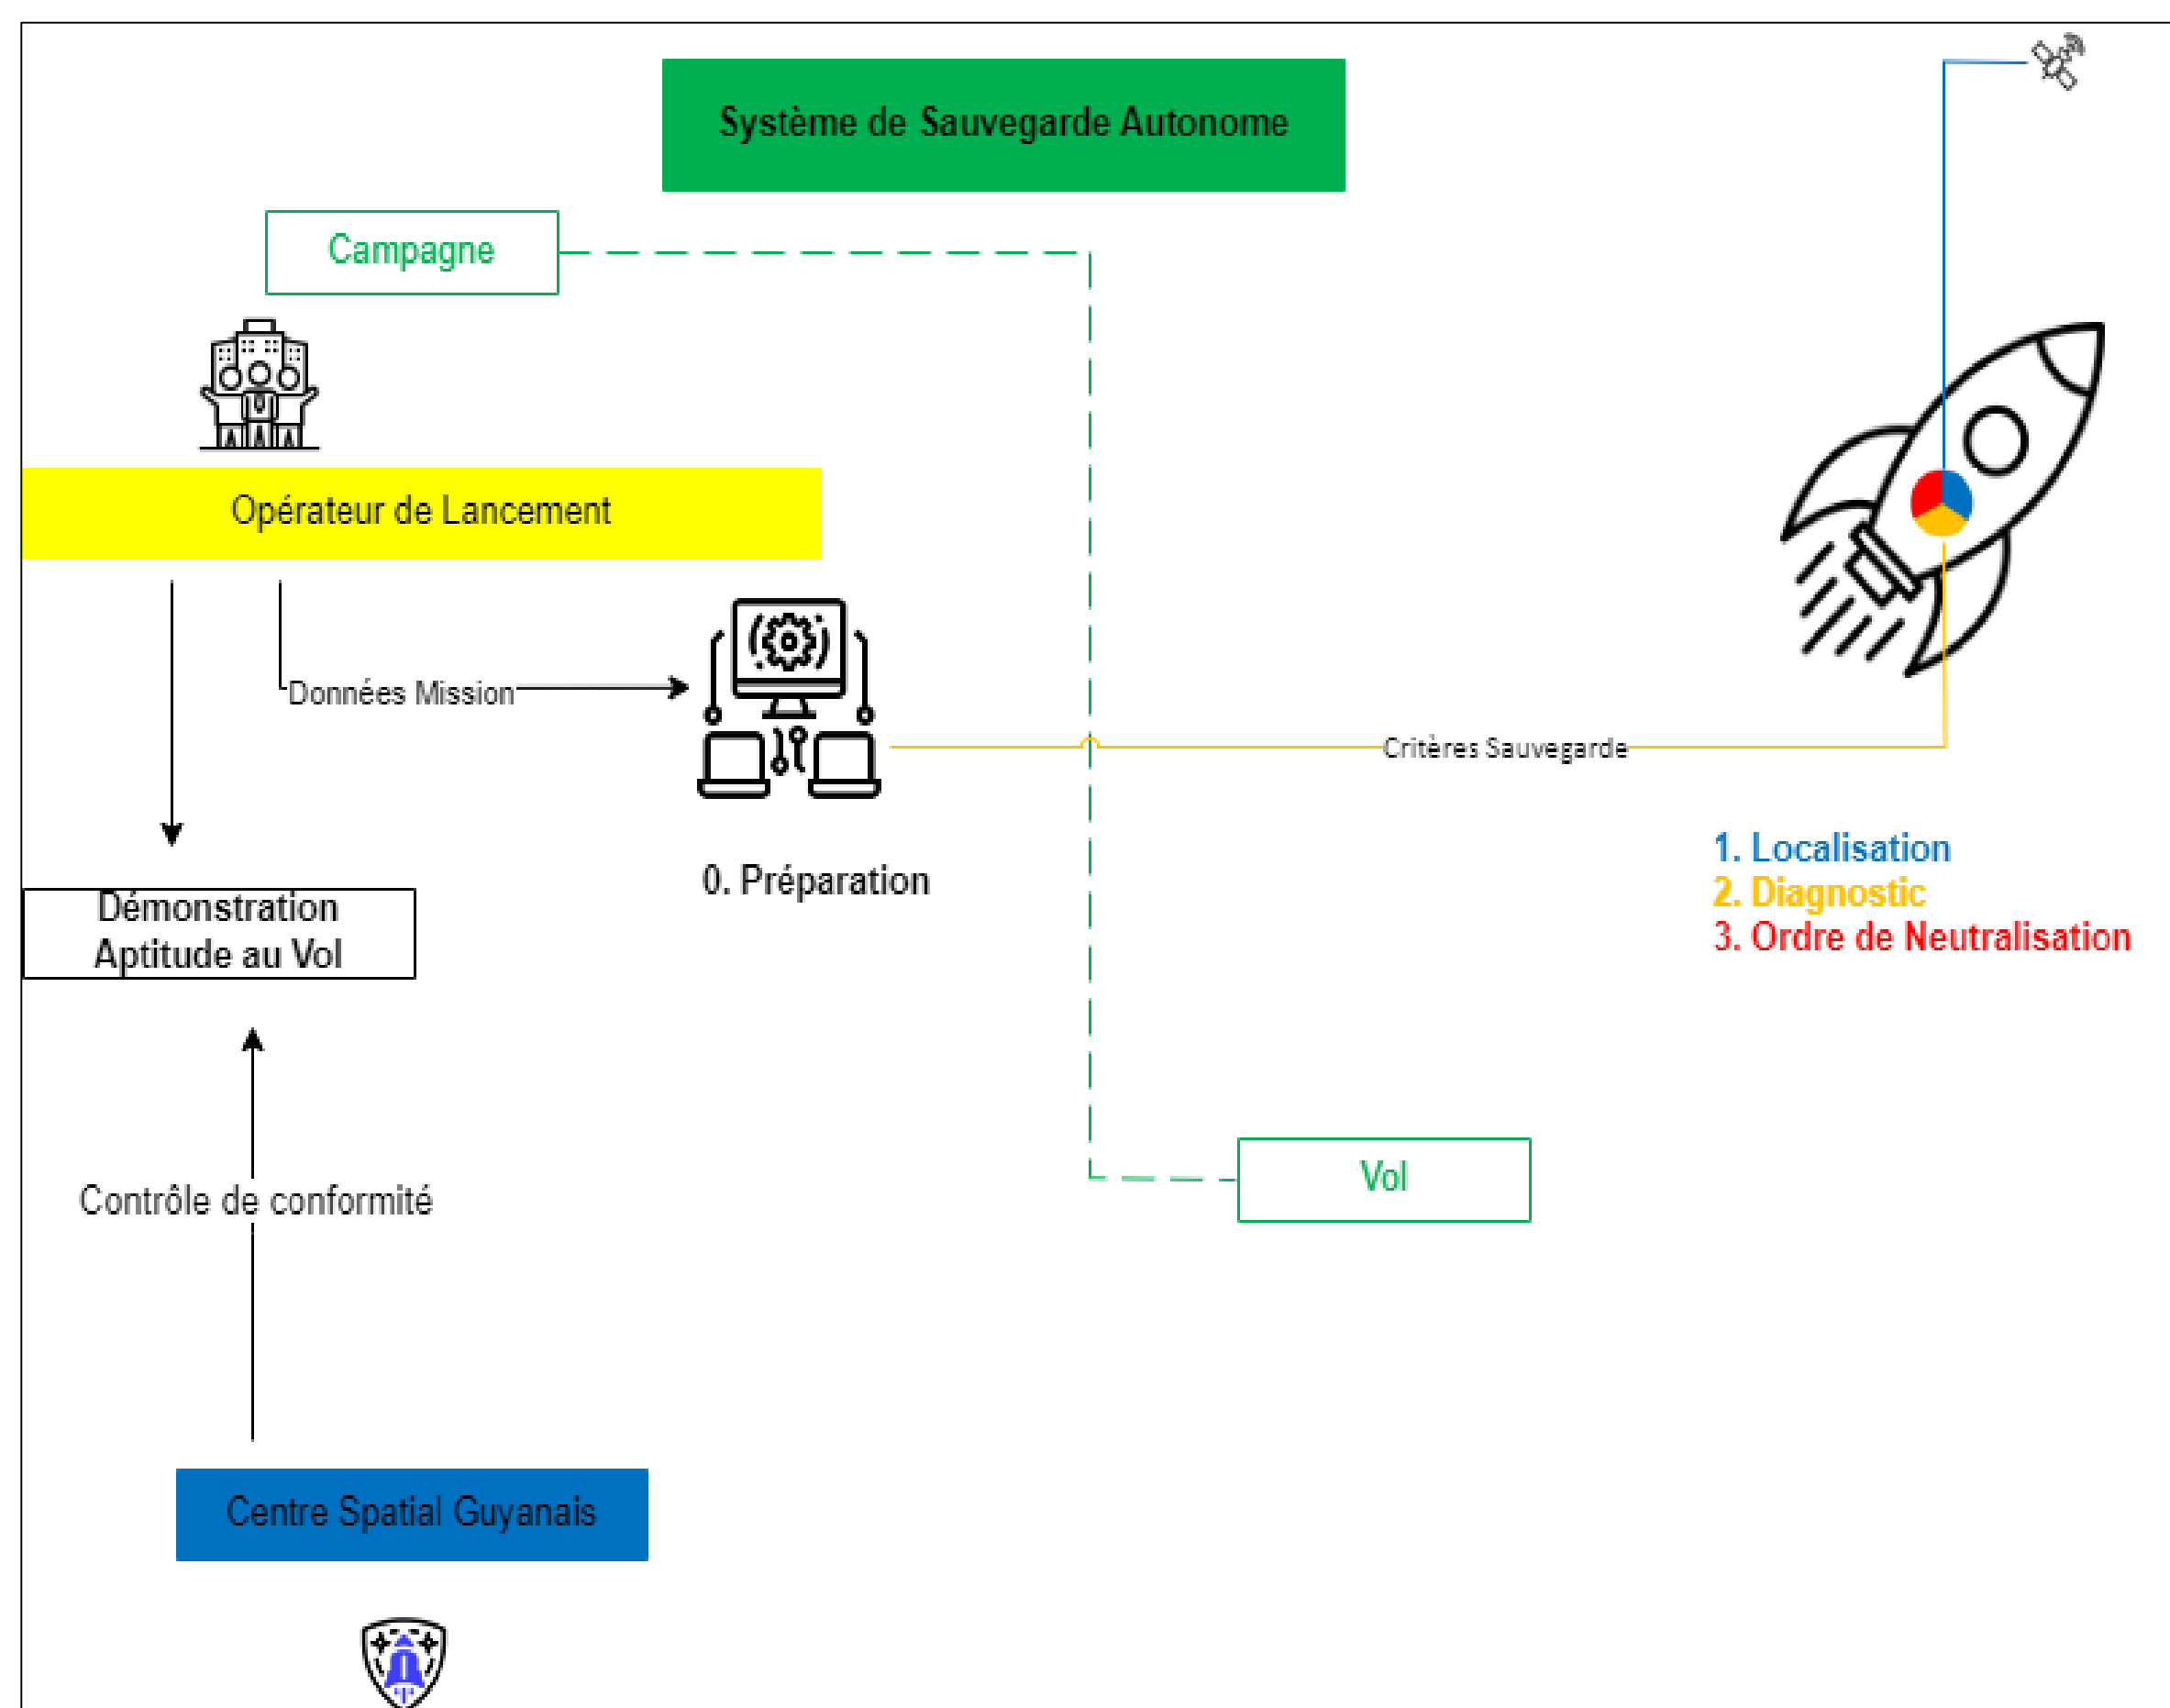 Système de Sauvegarde Autonome
Campagne
Opérateur de Lancement
Données Mission
Critères Sauvegarde
0. Préparation
1. Localisation
2. Diagnostic
3. Ordre de Neutralisation
Démonstration
Aptitude au Vol
Vol
Contrôle de conformité
Centre Spatial Guyanais